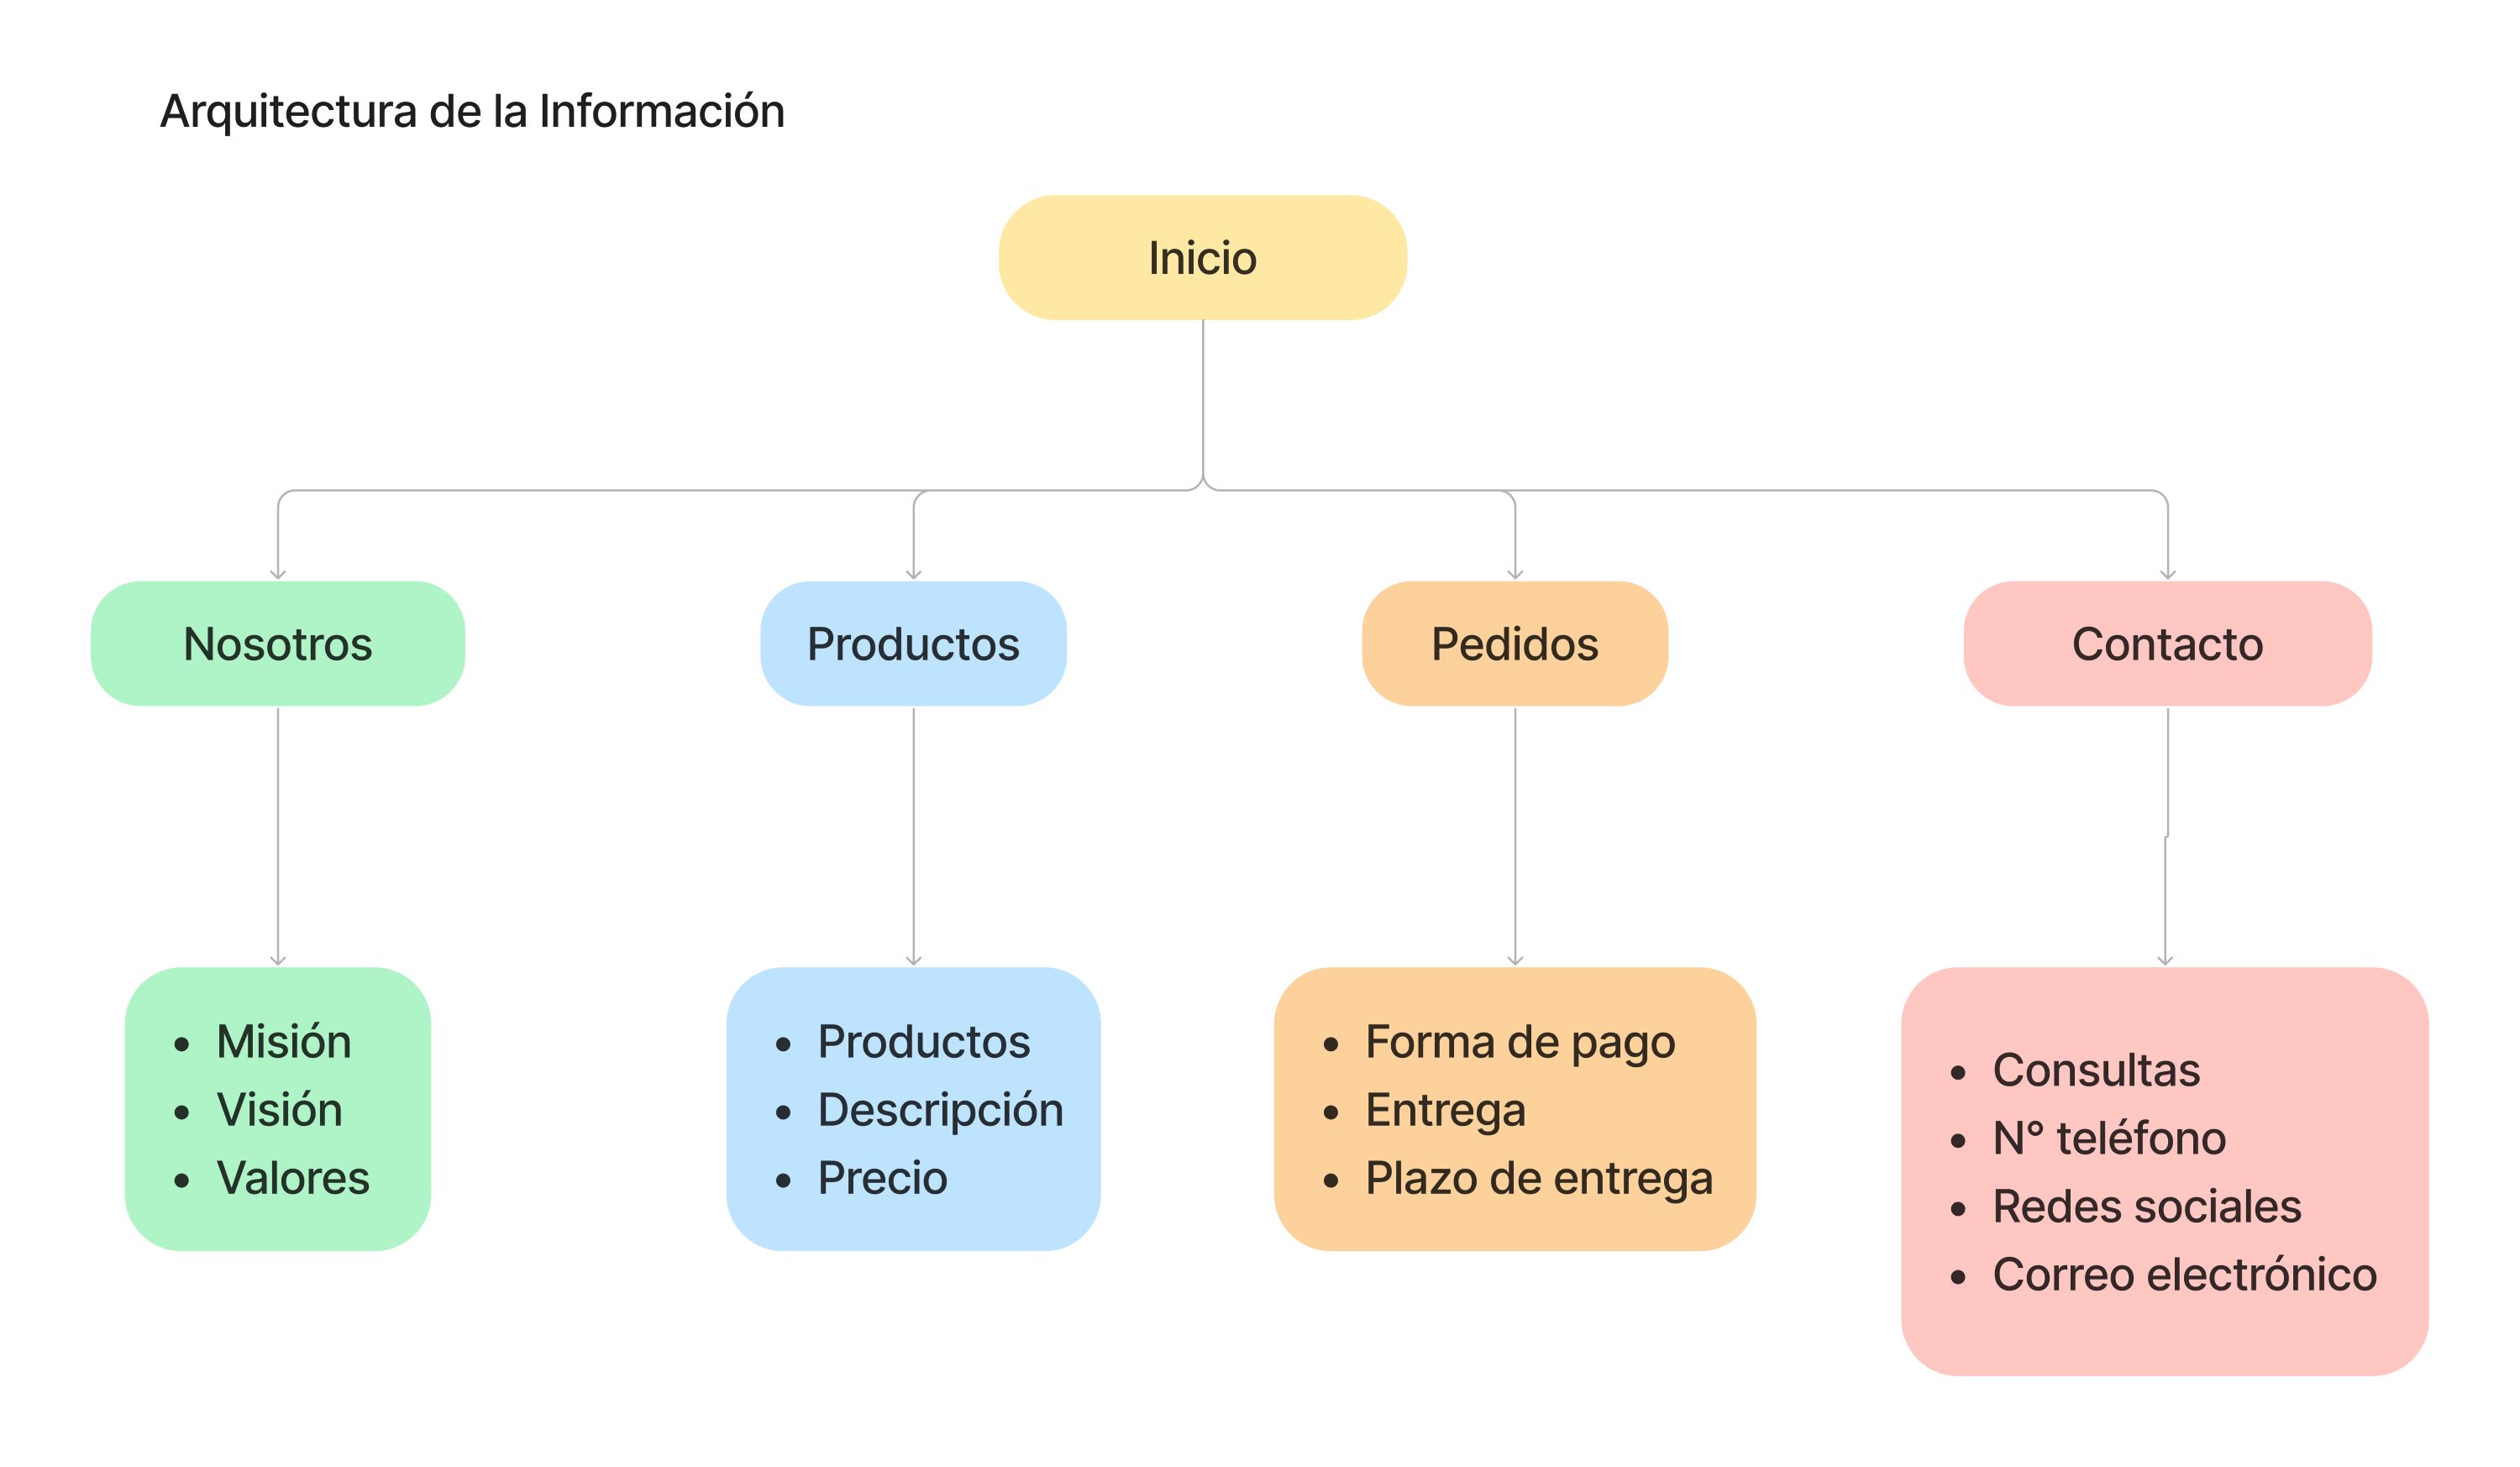 Arquitectura de la Información
Inicio
Nosotros
Productos
Pedidos
Contacto
• Misión
• Visión
• Valores
• Productos
• Descripción
• Precio
• Forma de pago
• Entrega
• Plazo de entrega
• Consultas
• Nº teléfono
• Redes sociales
• Correo electrónico